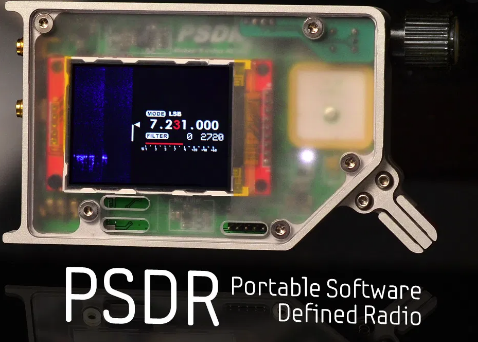 PSDR
MODE LSB
7.231.000
FILTER 0 2720
PSDR Portable Software
Defined Radio